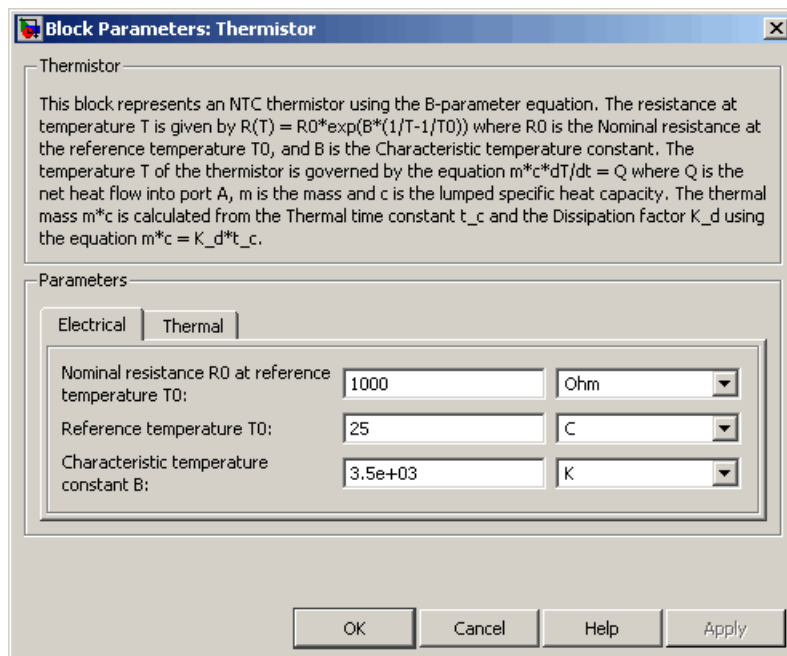 Block Parameters: Thermistor
Thermistor
This block represents an NTC thermistor using the B-parameter equation. The resistance at
temperature T is given by R(T) = R0*exp(B*(1/T-1/T0)) where R0 is the Nominal resistance at
the reference temperature T0, and B is the Characteristic temperature constant. The
temperature T of the thermistor is governed by the equation m*c*dT/dt = Q where Q is the
net heat flow into port A, m is the mass and c is the lumped specific heat capacity. The thermal
mass m*c is calculated from the Thermal time constant t_c and the Dissipation factor K_d using
the equation m*c = K_d*t_c.
Parameters
Electrical Thermal
Nominal resistance R0 at reference
temperature T0:
1000 Ohm
Reference temperature T0: 25 C
Characteristic temperature
constant B:
3.5e+03 K
OK Cancel Help Apply